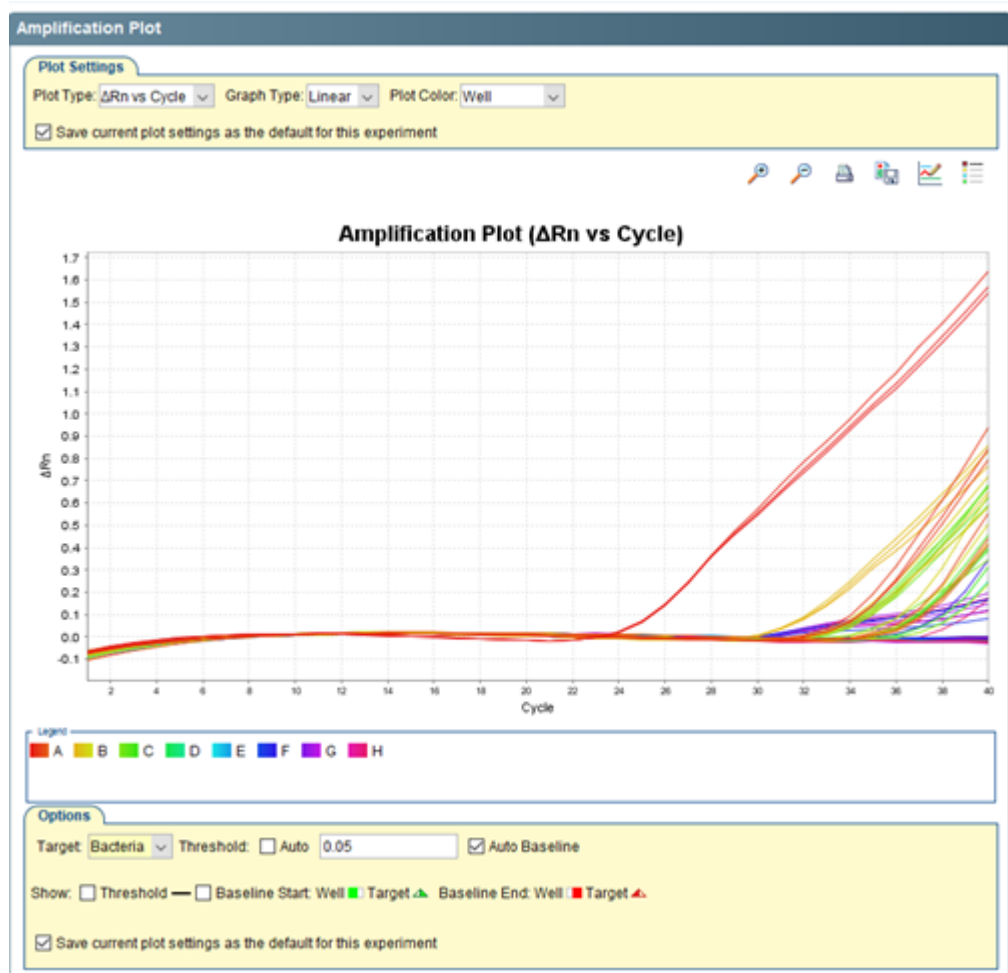 Amplification Plot
Plot Settings
Plot Type: ΔRn vs Cycle Graph Type: Linear Plot Color: Well
Save current plot settings as the default for this experiment
Amplification Plot (ΔRn vs Cycle)
1.7
1.6
1.5
1.4
1.3
1.2
1.1
1.0
0.9
0.8
0.7
0.6
0.5
0.4
0.3
0.2
0.1
0.0
-0.1
ΔRn
2 4 6 8 10 12 14 16 18 20 22 24 26 28 30 32 34 36 38 40
Cycle
Legend
A B C D E F G H
Options
Target: Bacteria Threshold: Auto 0.05 Auto Baseline
Show: Threshold Baseline Start: Well Target Baseline End: Well Target
Save current plot settings as the default for this experiment